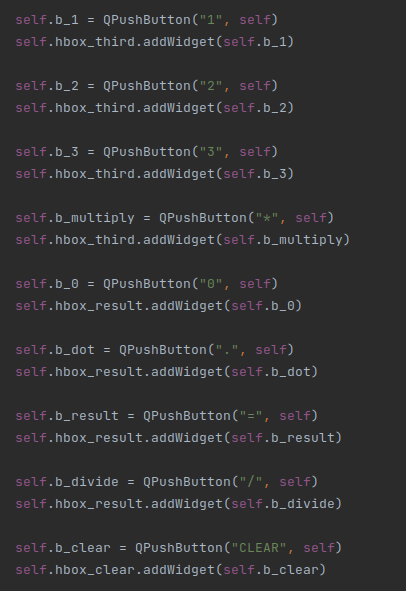 self.b_1 = QPushButton("1", self)
self.hbox_third.addWidget(self.b_1)
self.b_2 = QPushButton("2", self)
self.hbox_third.addWidget(self.b_2)
self.b_3 = QPushButton("3", self)
self.hbox_third.addWidget(self.b_3)
self.b_multiply = QPushButton("*", self)
self.hbox_third.addWidget(self.b_multiply)
self.b_0 = QPushButton("0", self)
self.hbox_result.addWidget(self.b_0)
self.b_dot = QPushButton(".", self)
self.hbox_result.addWidget(self.b_dot)
self.b_result = QPushButton("=", self)
self.hbox_result.addWidget(self.b_result)
self.b_divide = QPushButton("/", self)
self.hbox_result.addWidget(self.b_divide)
self.b_clear = QPushButton("CLEAR", self)
self.hbox_clear.addWidget(self.b_clear)